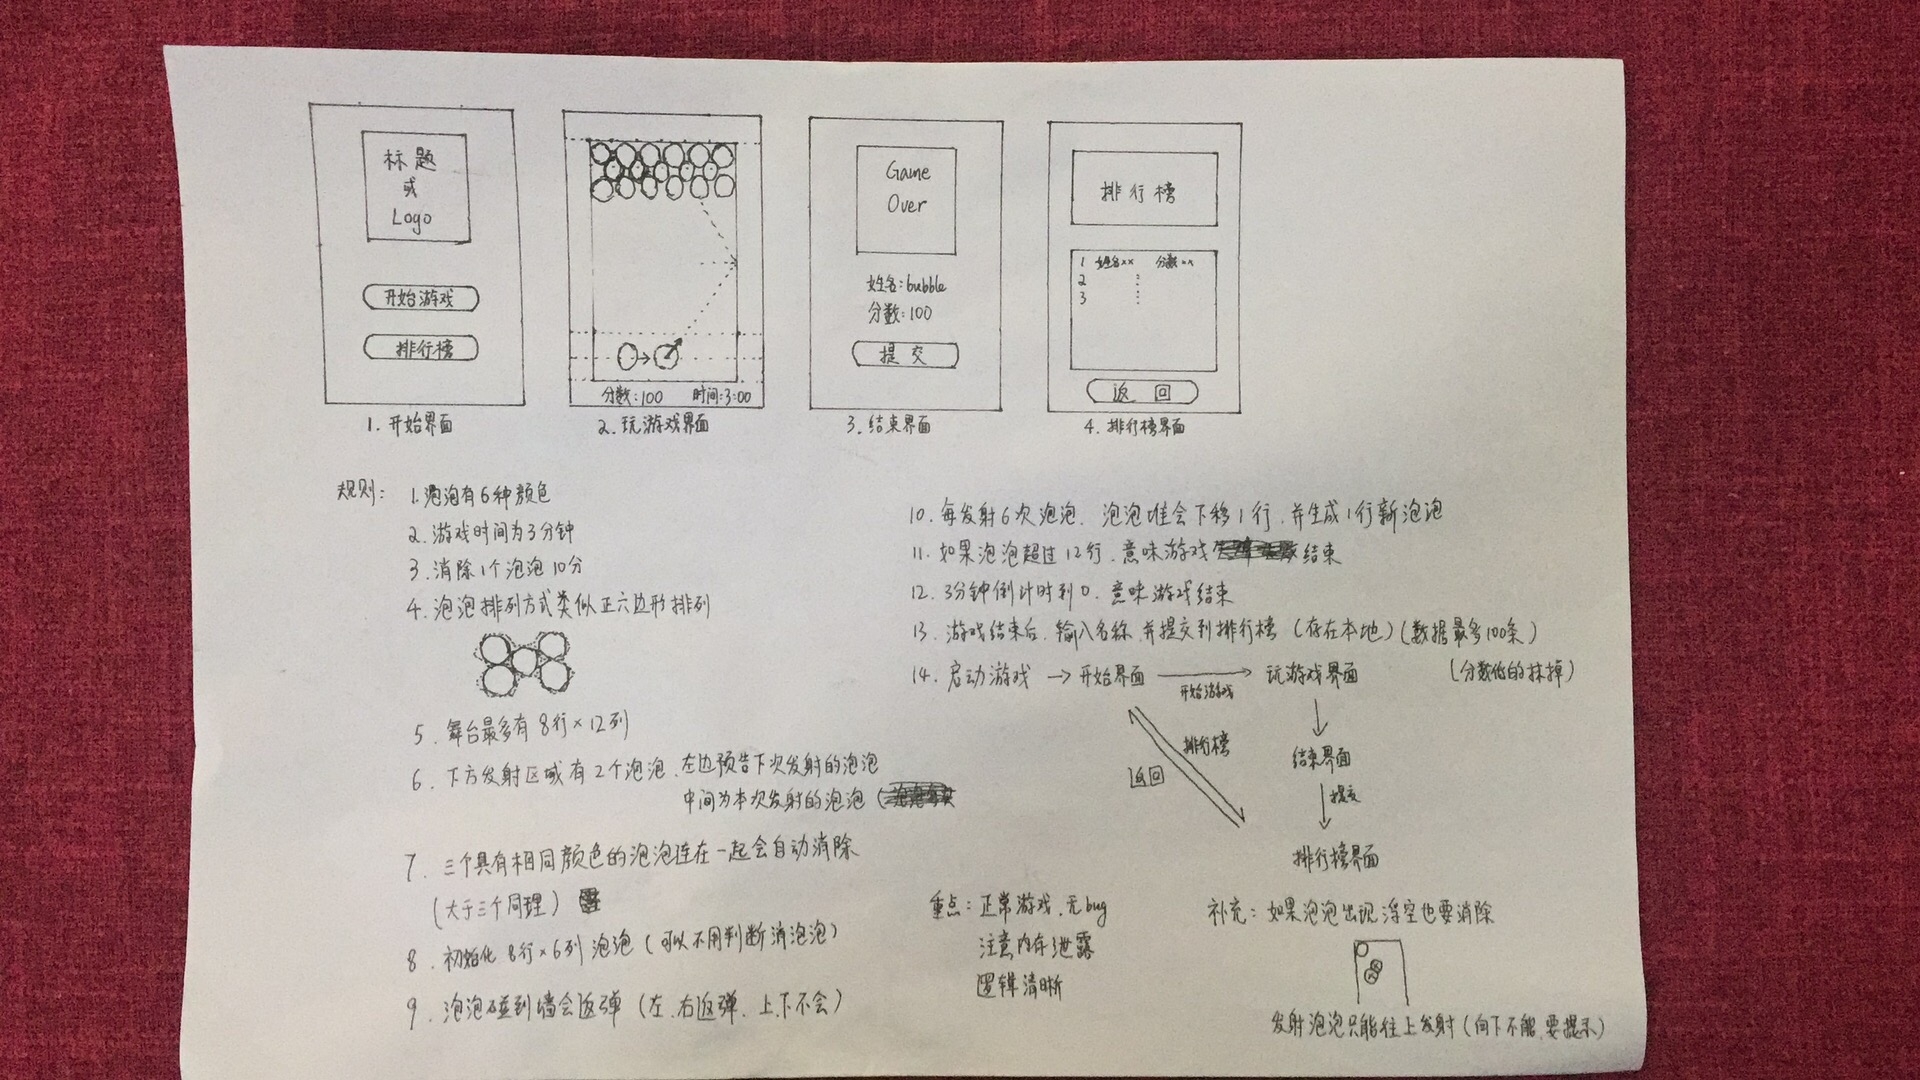 标题
或
Logo
开始游戏
排行榜
1. 开始界面
分数:100 时间:3:00
2. 玩游戏界面
Game
Over
姓名:bubble
分数:100
提交
3. 结束界面
排行榜
1 姓名×× 分数××
2
3
返回
4. 排行榜界面
规则: 1. 泡泡有6种颜色
2. 游戏时间为3分钟
3. 消除1个泡泡10分
4. 泡泡排列方式类似正六边形排列
5. 舞台最多有8行×12列
6. 下方发射区域有2个泡泡.左边预告下次发射的泡泡
中间为本次发射的泡泡
7. 三个具有相同颜色的泡泡连在一起会自动消除
(大于三个同理)
8. 初始化8行×6列泡泡(可以不用判断消泡泡)
9. 泡泡碰到墙会返弹(左、右返弹、上、下不会)
10. 每发射6次泡泡、泡泡堆会下移1行.并生成1行新泡泡
11. 如果泡泡超过12行.意味游戏结束
12. 3分钟倒计时到0.意味游戏结束
13. 游戏结束后.输入名称.并提交到排行榜(存在本地)(数据最多100条)
(分数低的抹掉)
14. 启动游戏 → 开始界面 → 玩游戏界面
开始游戏
排行榜
返回
结束界面
提交
排行榜界面
重点: 正常游戏.无bug
注意内存泄露
逻辑清晰
补充: 如果泡泡出现浮空也要消除
发射泡泡只能往上发射(向下不能.要提示)